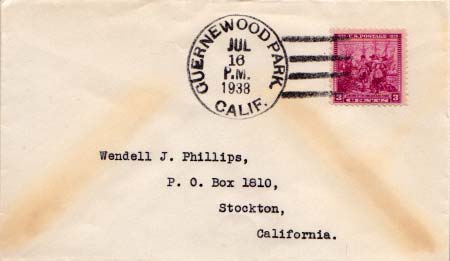 GUERNEWOOD PARK,
JUL
16
P.M.
1938
CALIF.
U.S. POSTAGE
3 CENTS 3
Wendell J. Phillips,
P. O. Box 1810,
Stockton,
California.